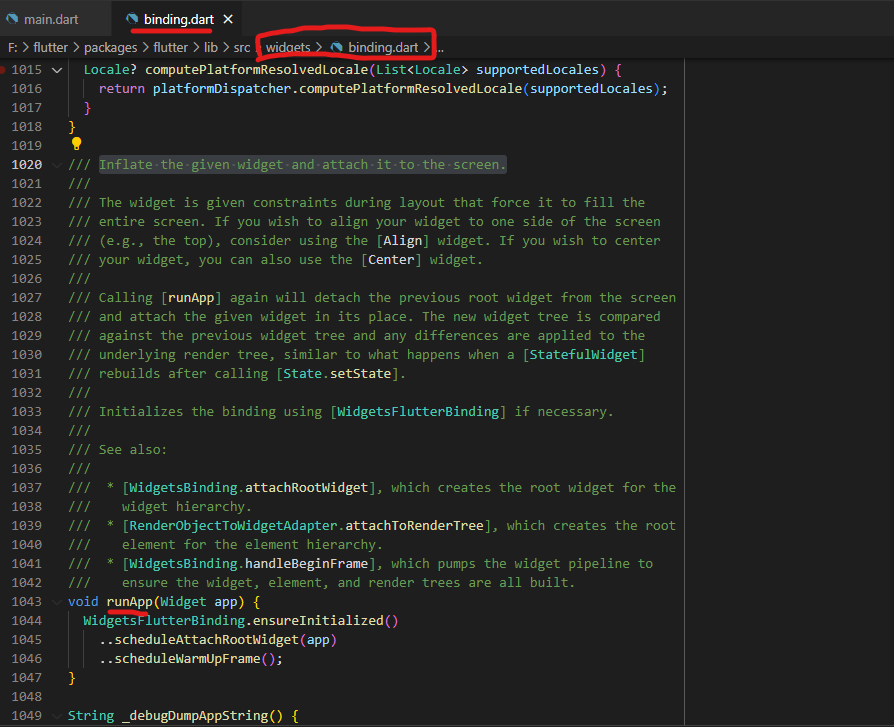 main.dart
binding.dart
F: > flutter > packages > flutter > lib > src > widgets > binding.dart > ...
1015 Locale? computePlatformResolvedLocale(List<Locale> supportedLocales) {
1016 return platformDispatcher.computePlatformResolvedLocale(supportedLocales);
1017 }
1018 }
1019
1020 /// Inflate the given widget and attach it to the screen.
1021 ///
1022 /// The widget is given constraints during layout that force it to fill the
1023 /// entire screen. If you wish to align your widget to one side of the screen
1024 /// (e.g., the top), consider using the [Align] widget. If you wish to center
1025 /// your widget, you can also use the [Center] widget.
1026 ///
1027 /// Calling [runApp] again will detach the previous root widget from the screen
1028 /// and attach the given widget in its place. The new widget tree is compared
1029 /// against the previous widget tree and any differences are applied to the
1030 /// underlying render tree, similar to what happens when a [StatefulWidget]
1031 /// rebuilds after calling [State.setState].
1032 ///
1033 /// Initializes the binding using [WidgetsFlutterBinding] if necessary.
1034 ///
1035 /// See also:
1036 ///
1037 /// * [WidgetsBinding.attachRootWidget], which creates the root widget for the
1038 /// widget hierarchy.
1039 /// * [RenderObjectToWidgetAdapter.attachToRenderTree], which creates the root
1040 /// element for the element hierarchy.
1041 /// * [WidgetsBinding.handleBeginFrame], which pumps the widget pipeline to
1042 /// ensure the widget, element, and render trees are all built.
1043 void runApp(Widget app) {
1044 WidgetsFlutterBinding.ensureInitialized()
1045 ..scheduleAttachRootWidget(app)
1046 ..scheduleWarmUpFrame();
1047 }
1048
1049 String _debugDumpAppString() {